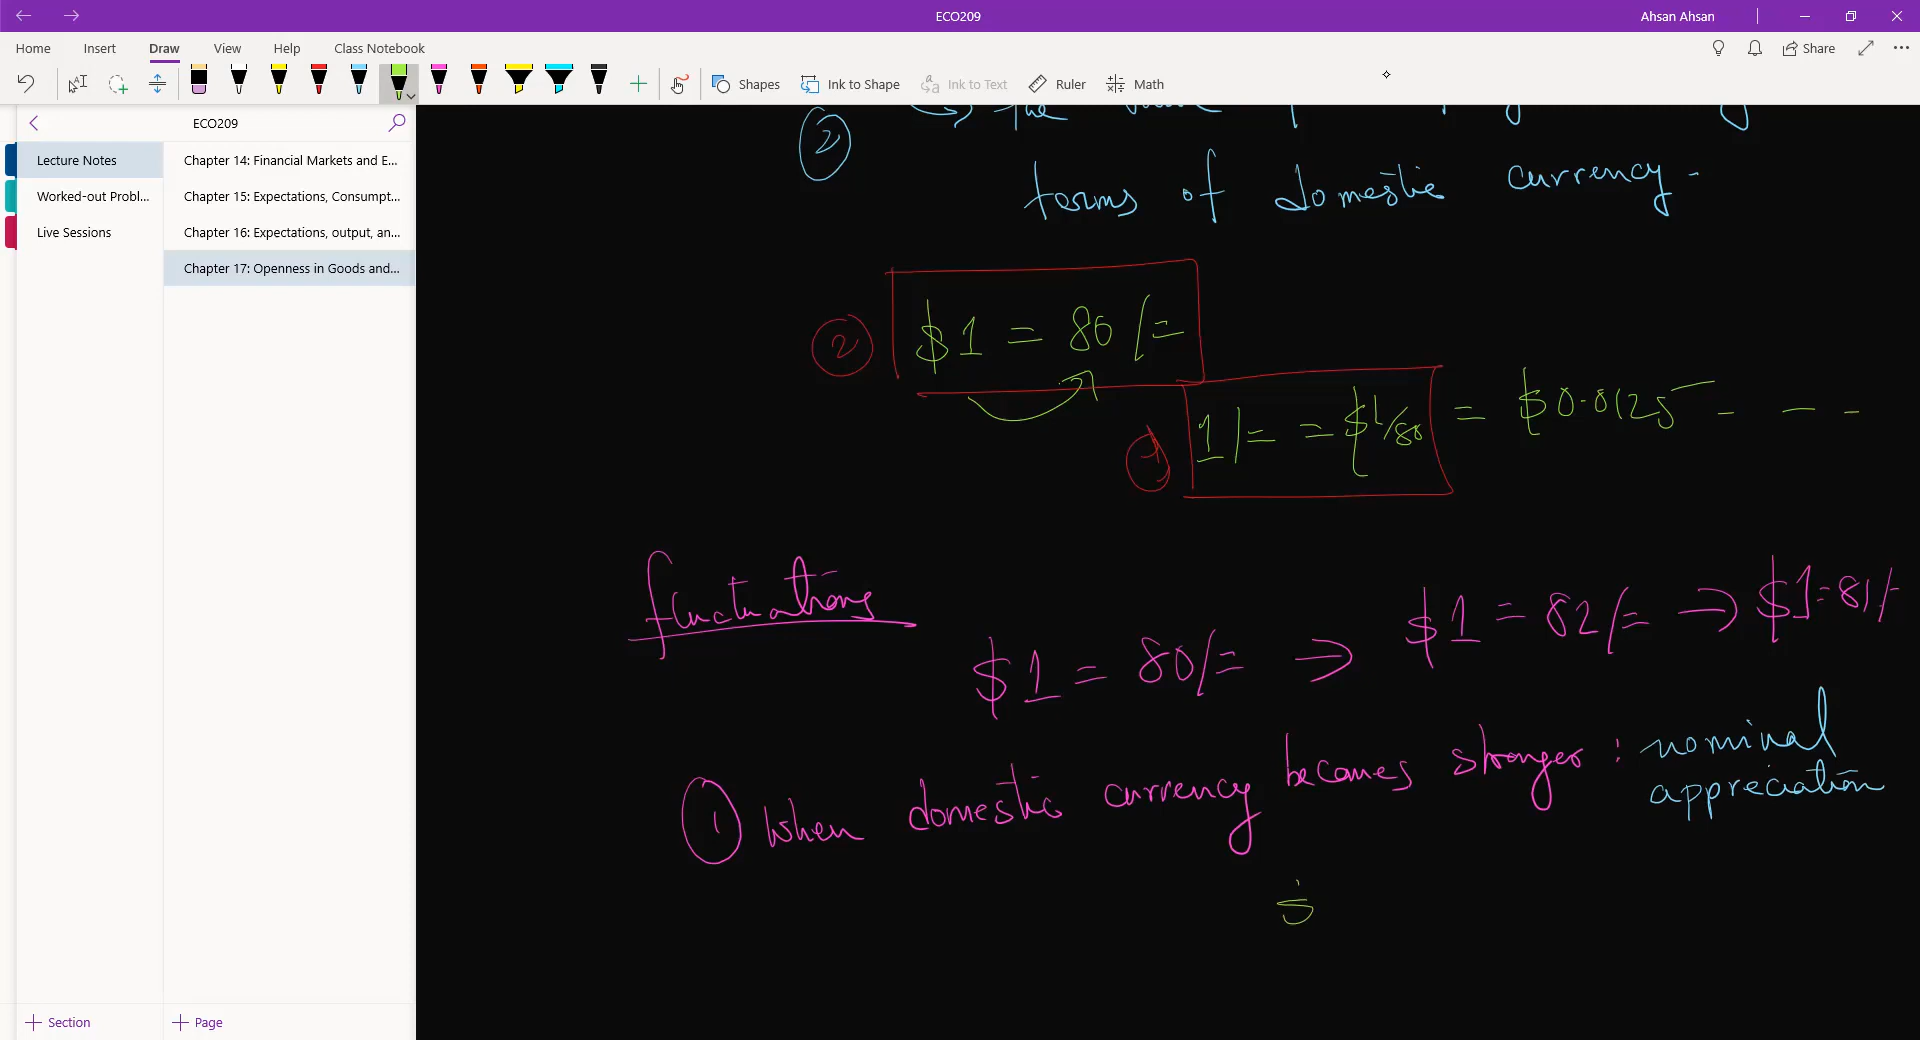 ECO209
Ahsan Ahsan
Home Insert Draw View Help Class Notebook
Share
Shapes Ink to Shape Ink to Text Ruler Math
ECO209
Lecture Notes
Worked-out Probl...
Live Sessions
Chapter 14: Financial Markets and E...
Chapter 15: Expectations, Consumpt...
Chapter 16: Expectations, output, an...
Chapter 17: Openness in Goods and...
② → the
terms of domestic currency.
② $1 = 80/=
① 1/= = $1/80 = $0.0125 - - -
fluctuations
$1 = 80/= → $1 = 82/= → $1=81/=
① When domestic currency becomes stronger : nominal
appreciation
+ Section
+ Page